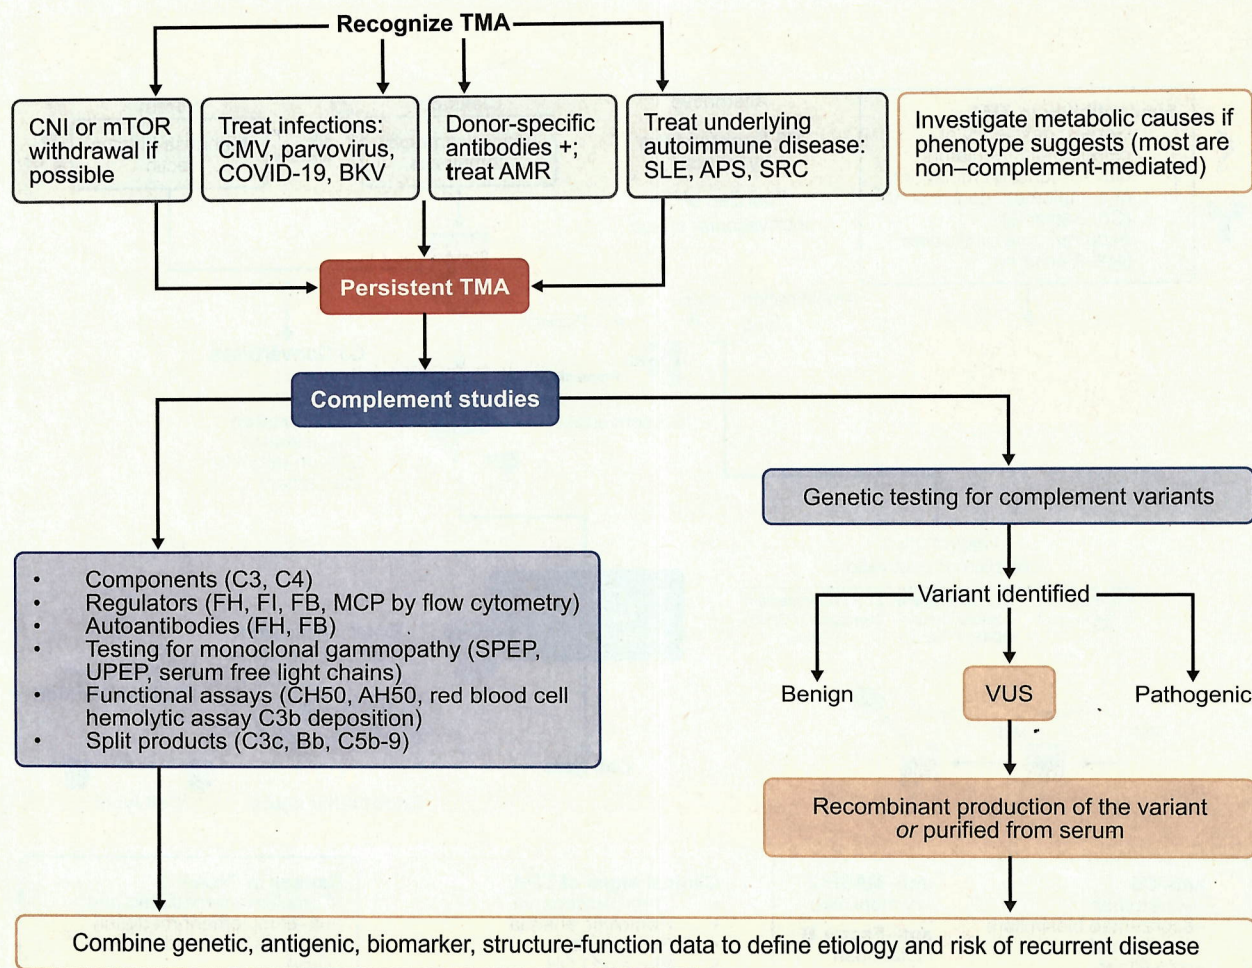 Recognize TMA
CNI or mTOR
withdrawal if
possible
Treat infections:
CMV, parvovirus,
COVID-19, BKV
Donor-specific
antibodies +;
treat AMR
Treat underlying
autoimmune disease:
SLE, APS, SRC
Investigate metabolic causes if
phenotype suggests (most are
non–complement-mediated)
Persistent TMA
Complement studies
• Components (C3, C4)
• Regulators (FH, FI, FB, MCP by flow cytometry)
• Autoantibodies (FH, FB)
• Testing for monoclonal gammopathy (SPEP,
UPEP, serum free light chains)
• Functional assays (CH50, AH50, red blood cell
hemolytic assay C3b deposition)
• Split products (C3c, Bb, C5b-9)
Genetic testing for complement variants
Variant identified
Benign
VUS
Pathogenic
Recombinant production of the variant
or purified from serum
Combine genetic, antigenic, biomarker, structure-function data to define etiology and risk of recurrent disease